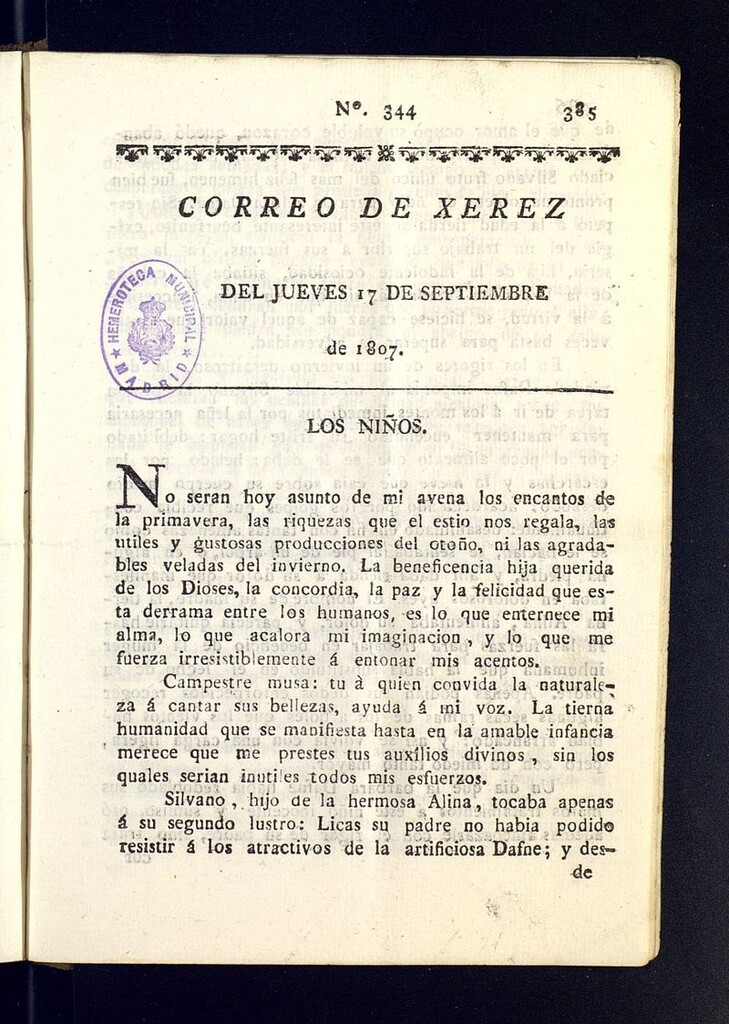 Nº. 344 385
CORREO DE XEREZ
DEL JUEVES 17 DE SEPTIEMBRE
de 1807.
HEMEROTECA MUNICIPAL
★ MADRID ★
LOS NIÑOS.
No seran hoy asunto de mi avena los encantos de
la primavera, las riquezas que el estio nos regala, las
utiles y gustosas producciones del otoño, ni las agrada-
bles veladas del invierno. La beneficencia hija querida
de los Dioses, la concordia, la paz y la felicidad que es-
ta derrama entre los humanos, es lo que enternece mi
alma, lo que acalora mi imaginacion, y lo que me
fuerza irresistiblemente á entonar mis acentos.
Campestre musa: tu à quien convida la naturale-
za á cantar sus bellezas, ayuda á mi voz. La tierna
humanidad que se manifiesta hasta en la amable infancia
merece que me prestes tus auxílios divinos, sin los
quales serian inutiles todos mis esfuerzos.
Silvano, hijo de la hermosa Alina, tocaba apenas
á su segundo lustro: Licas su padre no habia podido
resistir á los atractivos de la artificiosa Dafne; y des-
de